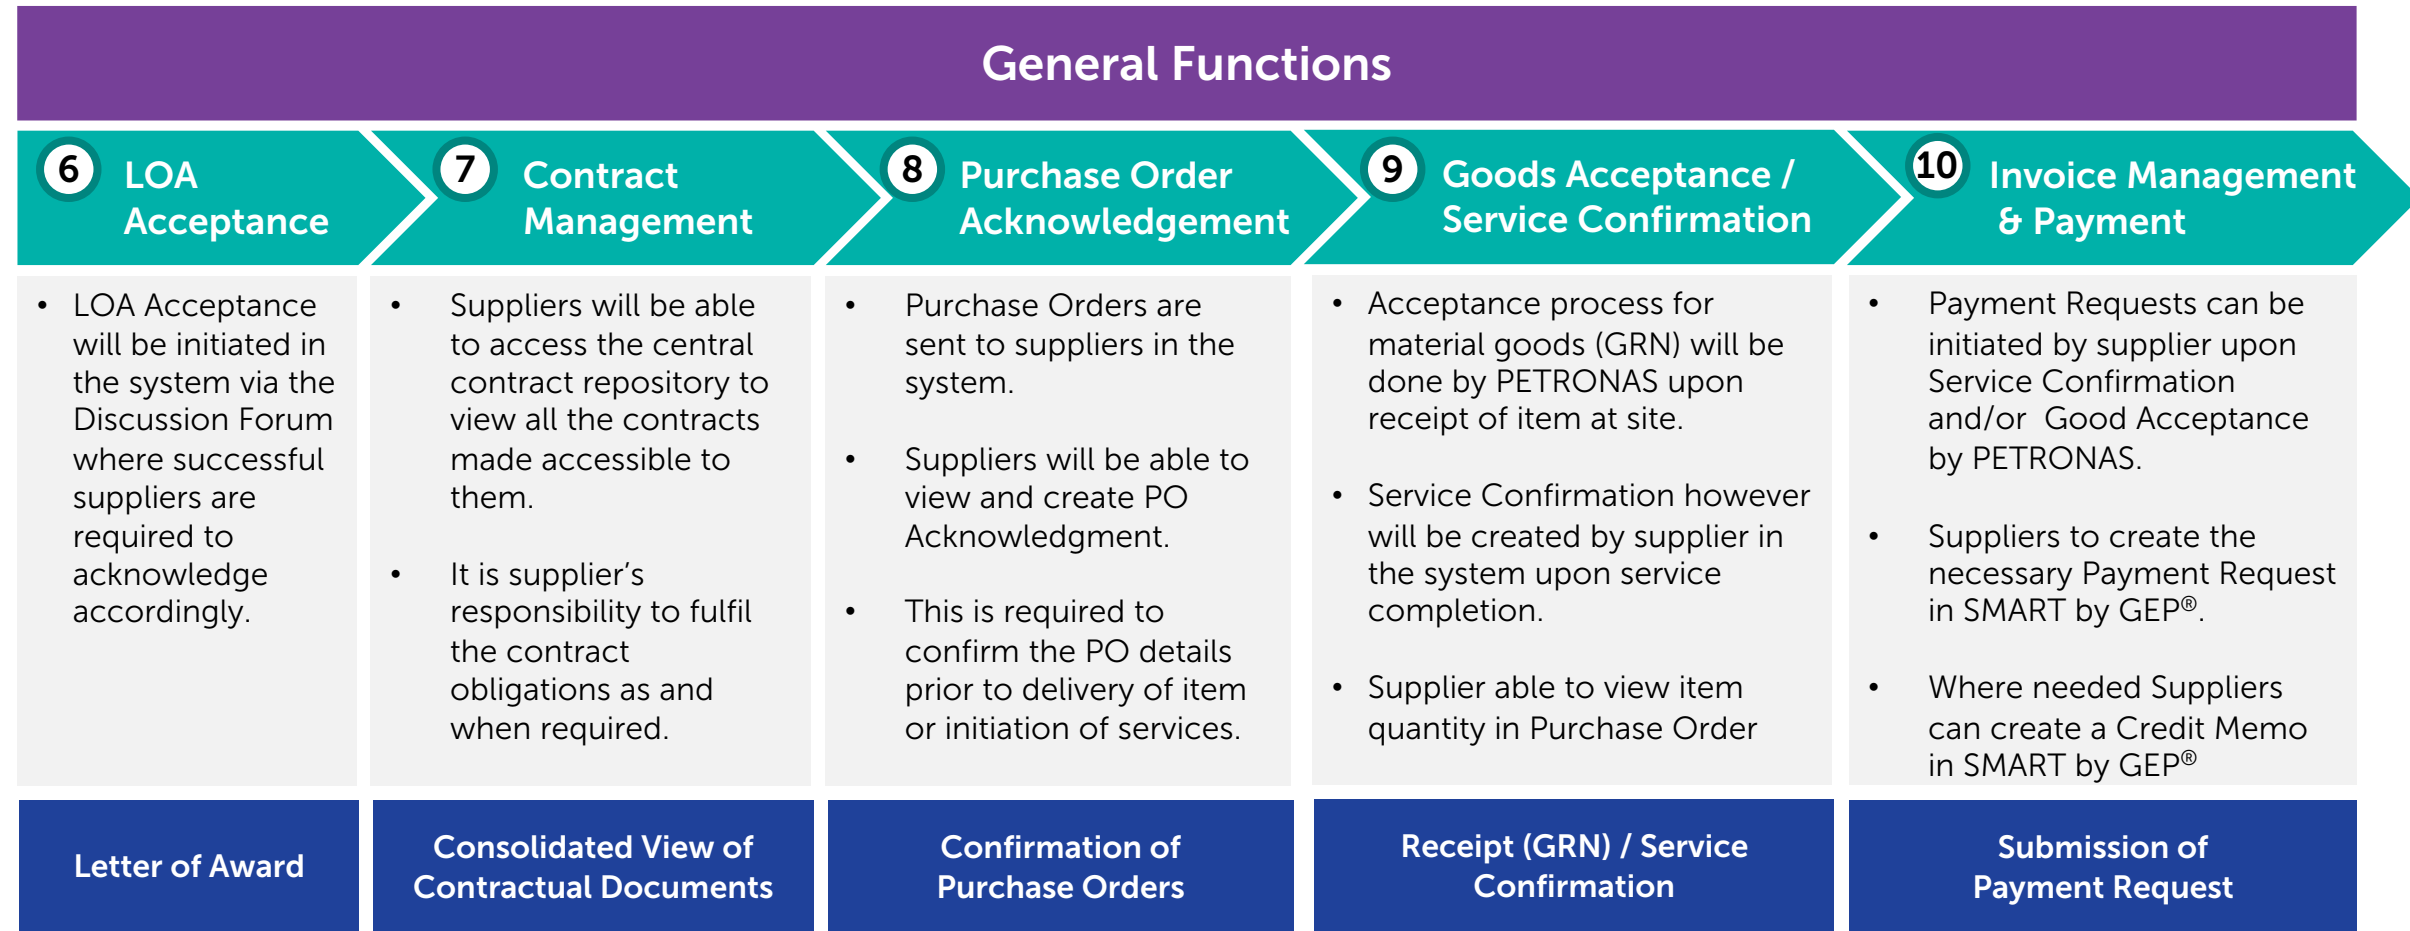 General Functions
6
LOA
Acceptance
7
Contract
Management
8
Purchase Order
Acknowledgement
9
Goods Acceptance /
Service Confirmation
10
Invoice Management
& Payment
• LOA Acceptance
will be initiated in
the system via the
Discussion Forum
where successful
suppliers are
required to
acknowledge
accordingly.
• Suppliers will be able
to access the central
contract repository to
view all the contracts
made accessible to
them.
• It is supplier’s
responsibility to fulfil
the contract
obligations as and
when required.
• Purchase Orders are
sent to suppliers in the
system.
• Suppliers will be able to
view and create PO
Acknowledgment.
• This is required to
confirm the PO details
prior to delivery of item
or initiation of services.
• Acceptance process for
material goods (GRN) will be
done by PETRONAS upon
receipt of item at site.
• Service Confirmation however
will be created by supplier in
the system upon service
completion.
• Supplier able to view item
quantity in Purchase Order
• Payment Requests can be
initiated by supplier upon
Service Confirmation
and/or Good Acceptance
by PETRONAS.
• Suppliers to create the
necessary Payment Request
in SMART by GEP®.
• Where needed Suppliers
can create a Credit Memo
in SMART by GEP®
Letter of Award
Consolidated View of
Contractual Documents
Confirmation of
Purchase Orders
Receipt (GRN) / Service
Confirmation
Submission of
Payment Request